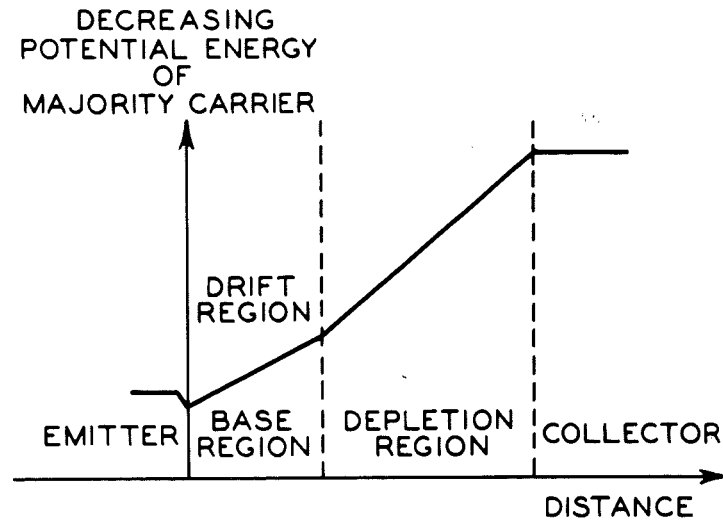 DECREASING
POTENTIAL ENERGY
OF
MAJORITY CARRIER
DRIFT
REGION
EMITTER
BASE
REGION
DEPLETION
REGION
COLLECTOR
DISTANCE